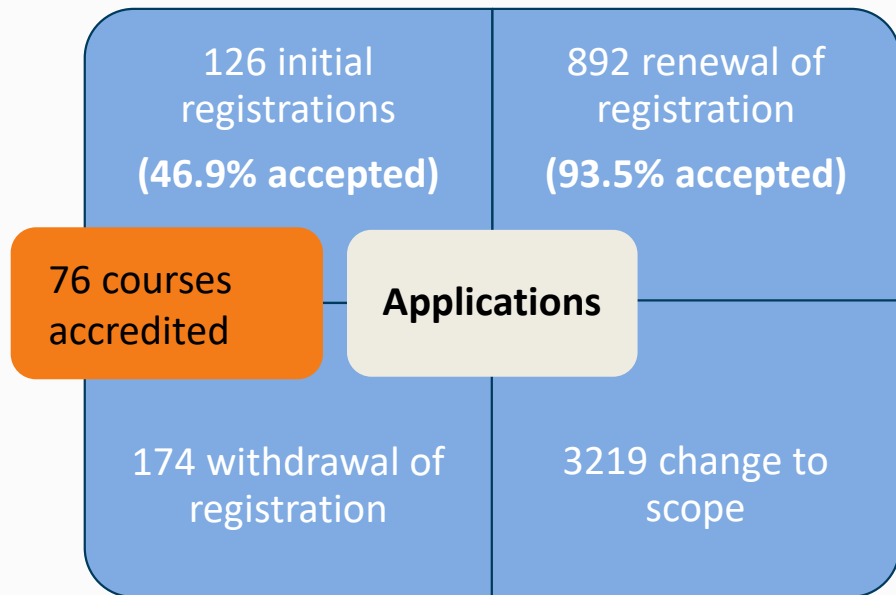 126 initial
registrations
(46.9% accepted)
892 renewal of
registration
(93.5% accepted)
76 courses
accredited
Applications
174 withdrawal of
registration
3219 change to
scope